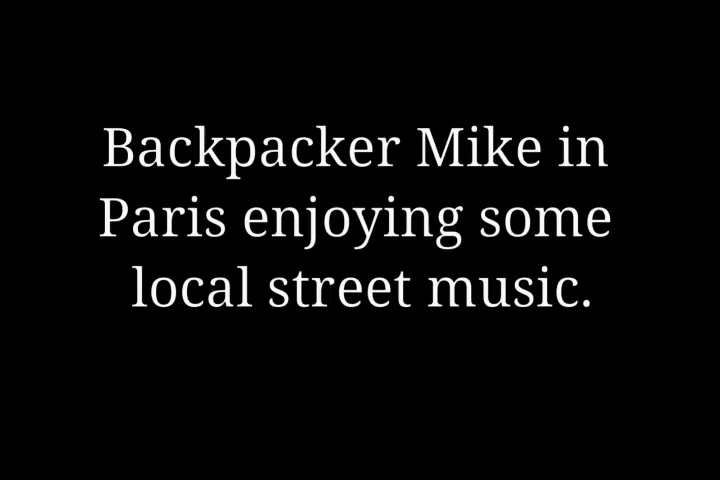 Backpacker Mike in
Paris enjoying some
local street music.